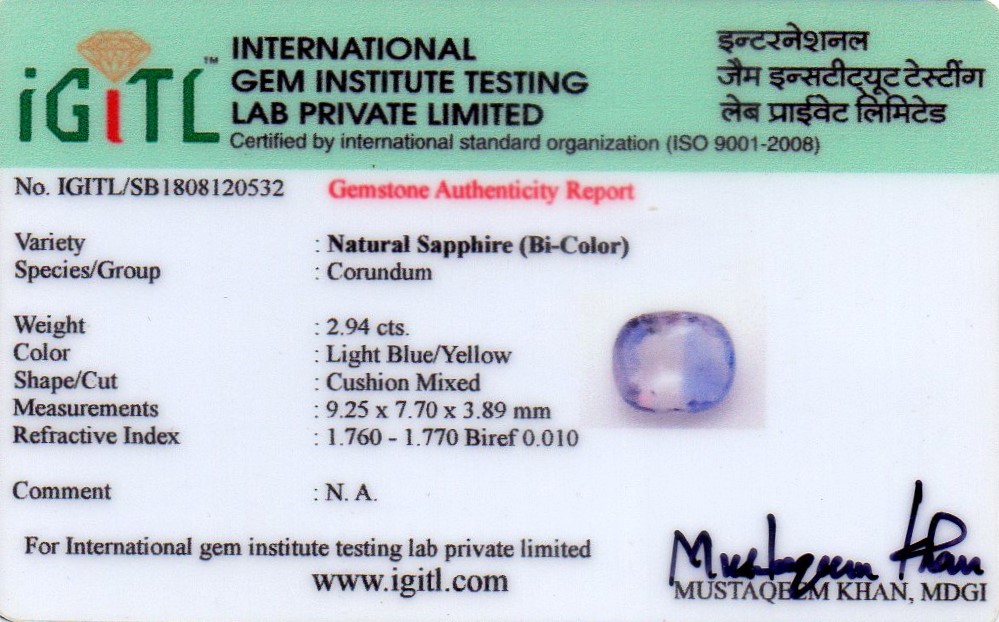 iGiTL™
INTERNATIONAL
GEM INSTITUTE TESTING
LAB PRIVATE LIMITED
Certified by international standard organization (ISO 9001-2008)
इन्टरनेशनल
जैम इन्सटीट्यूट टेस्टींग
लेब प्राईवेट लिमिटेड
No. IGITL/SB1808120532
Gemstone Authenticity Report
Variety : Natural Sapphire (Bi-Color)
Species/Group : Corundum
Weight : 2.94 cts.
Color : Light Blue/Yellow
Shape/Cut : Cushion Mixed
Measurements : 9.25 x 7.70 x 3.89 mm
Refractive Index : 1.760 - 1.770 Biref 0.010
Comment : N. A.
For International gem institute testing lab private limited
www.igitl.com
Mustaqeem Khan
MUSTAQEEM KHAN, MDGI